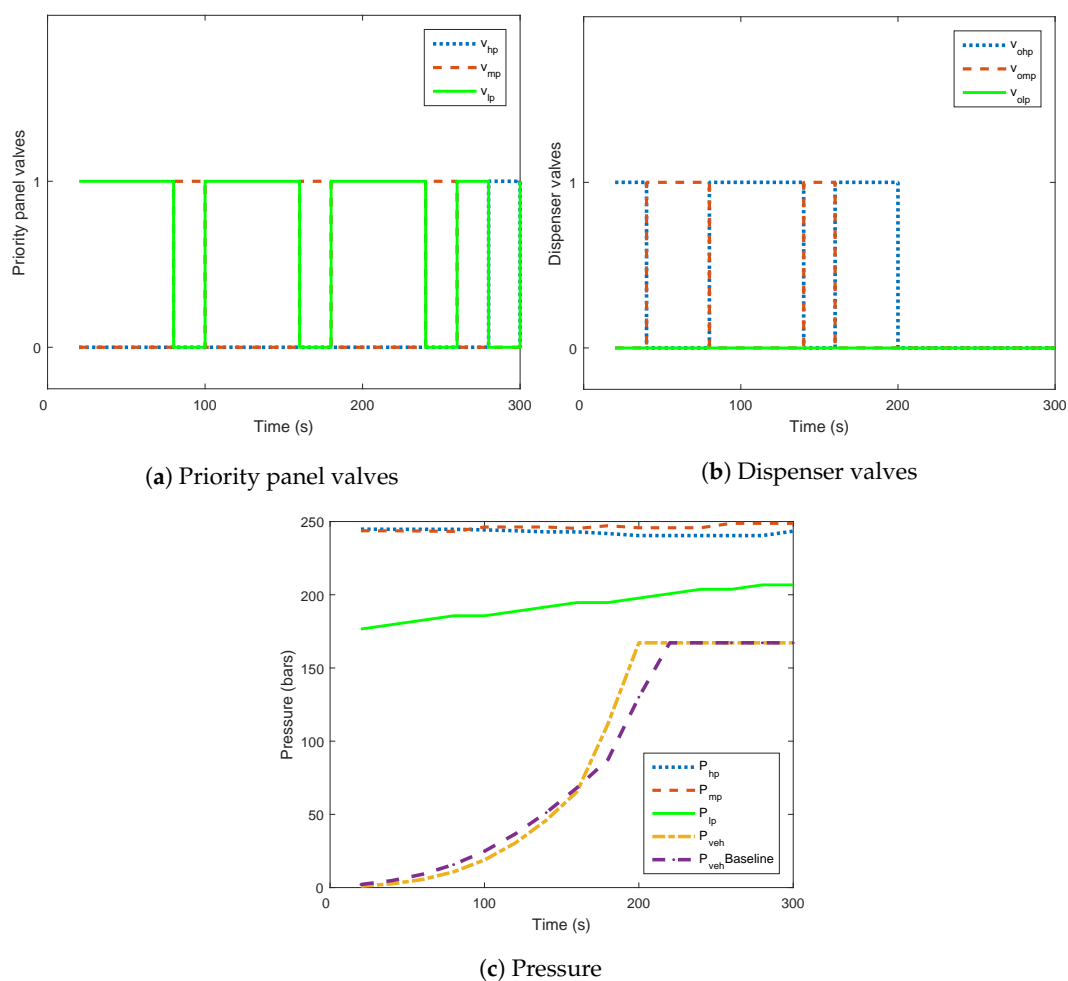 v_hp
v_mp
v_lp
Priority panel valves
1
0
0 100 200 300
Time (s)
(a) Priority panel valves
v_ohp
v_omp
v_olp
Dispenser valves
1
0
0 100 200 300
Time (s)
(b) Dispenser valves
250
200
150
100
50
0
Pressure (bars)
P_hp
P_mp
P_lp
P_veh
P_vehBaseline
0 100 200 300
Time (s)
(c) Pressure